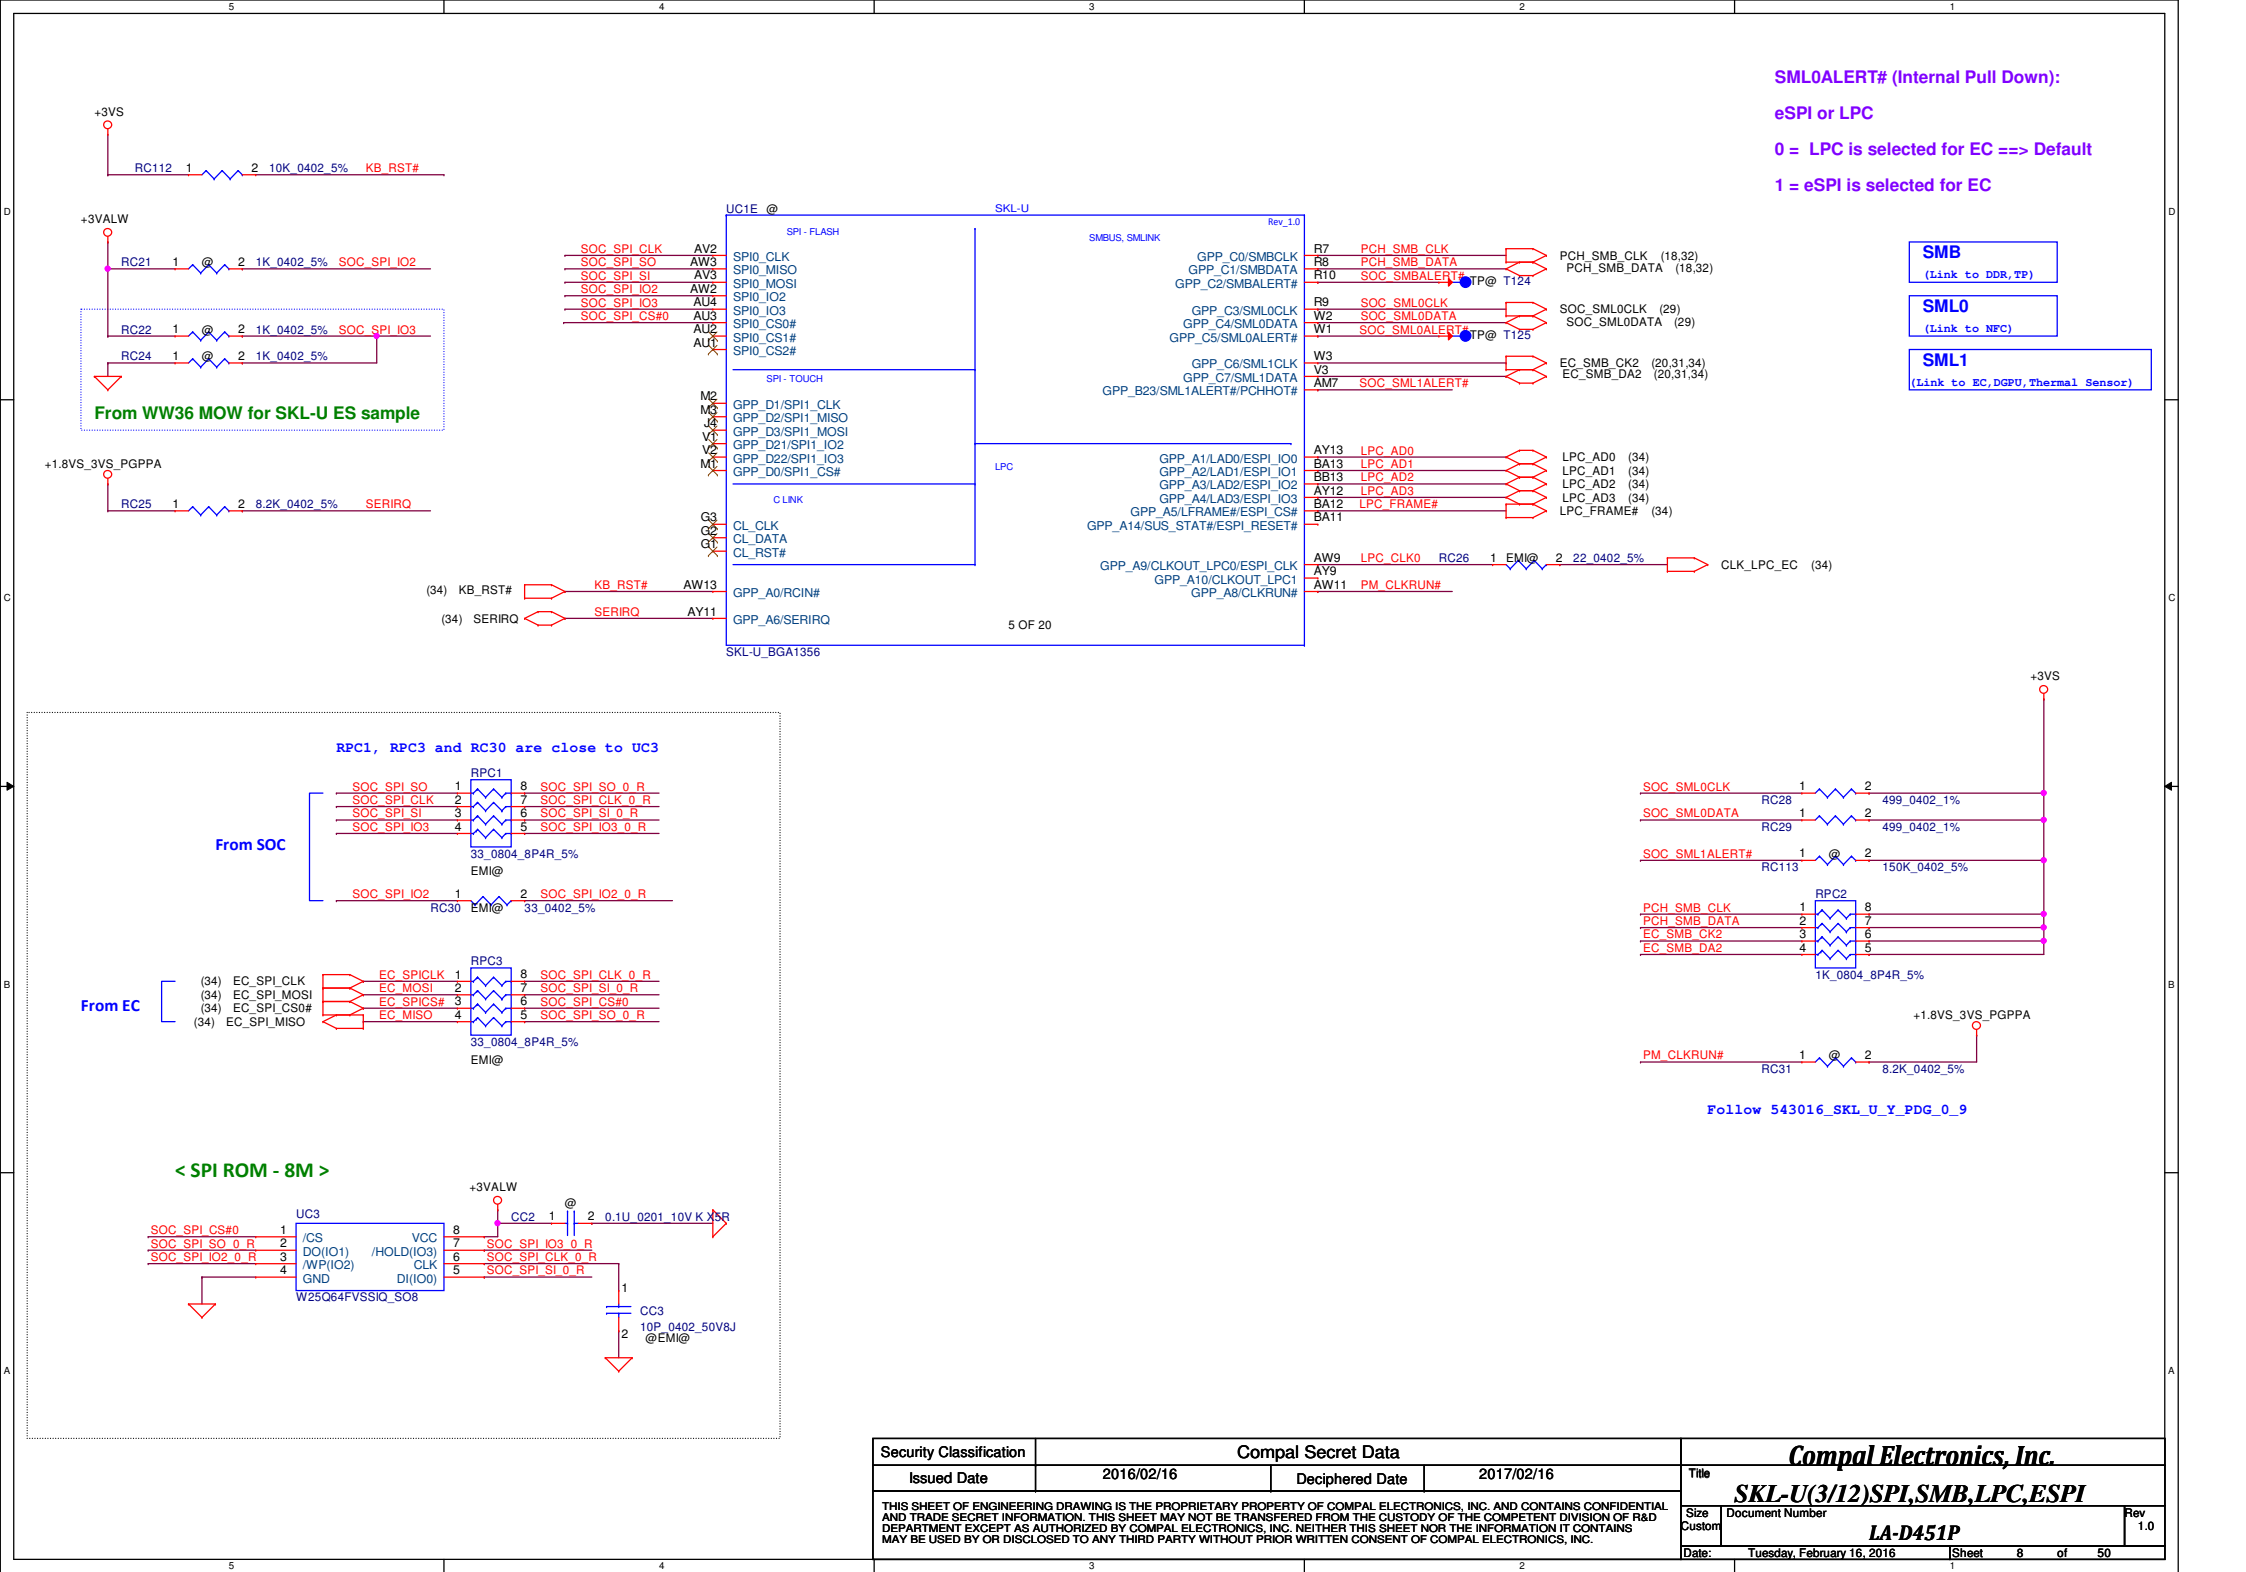 5 4 3 2 1
SML0ALERT# (Internal Pull Down):
eSPI or LPC
0 = LPC is selected for EC ==> Default
1 = eSPI is selected for EC
+3VS
RC112 1 2 10K_0402_5% KB_RST#
+3VALW
RC21 1 @ 2 1K_0402_5% SOC_SPI_IO2
RC22 1 @ 2 1K_0402_5% SOC_SPI_IO3
RC24 1 @ 2 1K_0402_5%
From WW36 MOW for SKL-U ES sample
+1.8VS_3VS_PGPPA
RC25 1 2 8.2K_0402_5% SERIRQ
D D
UC1E @ SKL-U
Rev_1.0
SPI - FLASH
SMBUS, SMLINK
SOC_SPI_CLK AV2 SPI0_CLK
SOC_SPI_SO AW3 SPI0_MISO
SOC_SPI_SI AV3 SPI0_MOSI
SOC_SPI_IO2 AW2 SPI0_IO2
SOC_SPI_IO3 AU4 SPI0_IO3
SOC_SPI_CS#0 AU3 SPI0_CS0#
AU2 SPI0_CS1#
AU1 SPI0_CS2#
SPI - TOUCH
M2 GPP_D1/SPI1_CLK
M3 GPP_D2/SPI1_MISO
J4 GPP_D3/SPI1_MOSI
V1 GPP_D21/SPI1_IO2
V2 GPP_D22/SPI1_IO3
M1 GPP_D0/SPI1_CS#
C LINK
G3 CL_CLK
G2 CL_DATA
G1 CL_RST#
(34) KB_RST# KB_RST# AW13 GPP_A0/RCIN#
(34) SERIRQ SERIRQ AY11 GPP_A6/SERIRQ
GPP_C0/SMBCLK R7 PCH_SMB_CLK PCH_SMB_CLK (18,32)
GPP_C1/SMBDATA R8 PCH_SMB_DATA PCH_SMB_DATA (18,32)
GPP_C2/SMBALERT# R10 SOC_SMBALERT# TP@ T124
GPP_C3/SML0CLK R9 SOC_SML0CLK SOC_SML0CLK (29)
GPP_C4/SML0DATA W2 SOC_SML0DATA SOC_SML0DATA (29)
GPP_C5/SML0ALERT# W1 SOC_SML0ALERT# TP@ T125
GPP_C6/SML1CLK W3 EC_SMB_CK2 (20,31,34)
GPP_C7/SML1DATA V3 EC_SMB_DA2 (20,31,34)
GPP_B23/SML1ALERT#/PCHHOT# AM7 SOC_SML1ALERT#
LPC
GPP_A1/LAD0/ESPI_IO0 AY13 LPC_AD0 LPC_AD0 (34)
GPP_A2/LAD1/ESPI_IO1 BA13 LPC_AD1 LPC_AD1 (34)
GPP_A3/LAD2/ESPI_IO2 BB13 LPC_AD2 LPC_AD2 (34)
GPP_A4/LAD3/ESPI_IO3 AY12 LPC_AD3 LPC_AD3 (34)
GPP_A5/LFRAME#/ESPI_CS# BA12 LPC_FRAME# LPC_FRAME# (34)
GPP_A14/SUS_STAT#/ESPI_RESET# BA11
GPP_A9/CLKOUT_LPC0/ESPI_CLK AW9 LPC_CLK0 RC26 1 EMI@ 2 22_0402_5% CLK_LPC_EC (34)
GPP_A10/CLKOUT_LPC1 AY9
GPP_A8/CLKRUN# AW11 PM_CLKRUN#
5 OF 20
SKL-U_BGA1356
SMB
(Link to DDR,TP)
SML0
(Link to NFC)
SML1
(Link to EC,DGPU,Thermal Sensor)
C C
RPC1, RPC3 and RC30 are close to UC3
RPC1
SOC_SPI_SO 1 8 SOC_SPI_SO_0_R
SOC_SPI_CLK 2 7 SOC_SPI_CLK_0_R
SOC_SPI_SI 3 6 SOC_SPI_SI_0_R
SOC_SPI_IO3 4 5 SOC_SPI_IO3_0_R
From SOC
33_0804_8P4R_5%
EMI@
SOC_SPI_IO2 1 2 SOC_SPI_IO2_0_R
RC30 EMI@ 33_0402_5%
RPC3
(34) EC_SPI_CLK EC_SPICLK 1 8 SOC_SPI_CLK_0_R
(34) EC_SPI_MOSI EC_MOSI 2 7 SOC_SPI_SI_0_R
(34) EC_SPI_CS0# EC_SPICS# 3 6 SOC_SPI_CS#0
(34) EC_SPI_MISO EC_MISO 4 5 SOC_SPI_SO_0_R
From EC
33_0804_8P4R_5%
EMI@
+3VS
SOC_SML0CLK 1 2
RC28 499_0402_1%
SOC_SML0DATA 1 2
RC29 499_0402_1%
SOC_SML1ALERT# 1 @ 2
RC113 150K_0402_5%
RPC2
PCH_SMB_CLK 1 8
PCH_SMB_DATA 2 7
EC_SMB_CK2 3 6
EC_SMB_DA2 4 5
1K_0804_8P4R_5%
+1.8VS_3VS_PGPPA
PM_CLKRUN# 1 @ 2
RC31 8.2K_0402_5%
Follow 543016_SKL_U_Y_PDG_0_9
B B
< SPI ROM - 8M >
+3VALW
CC2 1 @ 2 0.1U_0201_10V K X5R
UC3
SOC_SPI_CS#0 1 /CS VCC 8
SOC_SPI_SO_0_R 2 DO(IO1) /HOLD(IO3) 7 SOC_SPI_IO3_0_R
SOC_SPI_IO2_0_R 3 /WP(IO2) CLK 6 SOC_SPI_CLK_0_R
4 GND DI(IO0) 5 SOC_SPI_SI_0_R
W25Q64FVSSIQ_SO8
1
CC3
10P_0402_50V8J
2 @EMI@
A A
Security Classification Compal Secret Data
Issued Date 2016/02/16 Deciphered Date 2017/02/16
THIS SHEET OF ENGINEERING DRAWING IS THE PROPRIETARY PROPERTY OF COMPAL ELECTRONICS, INC. AND CONTAINS CONFIDENTIAL
AND TRADE SECRET INFORMATION. THIS SHEET MAY NOT BE TRANSFERED FROM THE CUSTODY OF THE COMPETENT DIVISION OF R&D
DEPARTMENT EXCEPT AS AUTHORIZED BY COMPAL ELECTRONICS, INC. NEITHER THIS SHEET NOR THE INFORMATION IT CONTAINS
MAY BE USED BY OR DISCLOSED TO ANY THIRD PARTY WITHOUT PRIOR WRITTEN CONSENT OF COMPAL ELECTRONICS, INC.
Compal Electronics, Inc.
Title
SKL-U(3/12)SPI,SMB,LPC,ESPI
Size Document Number Rev
Custom LA-D451P 1.0
Date: Tuesday, February 16, 2016 Sheet 8 of 50
5 4 3 2 1